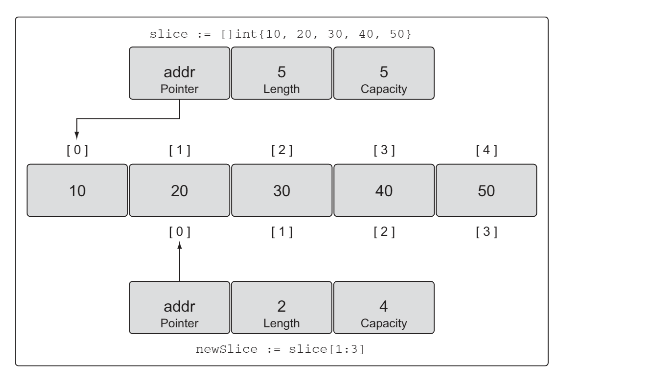 slice := []int{10, 20, 30, 40, 50}
addr 5 5
Pointer Length Capacity
[0] [1] [2] [3] [4]
10 20 30 40 50
[0] [1] [2] [3]
addr 2 4
Pointer Length Capacity
newSlice := slice[1:3]